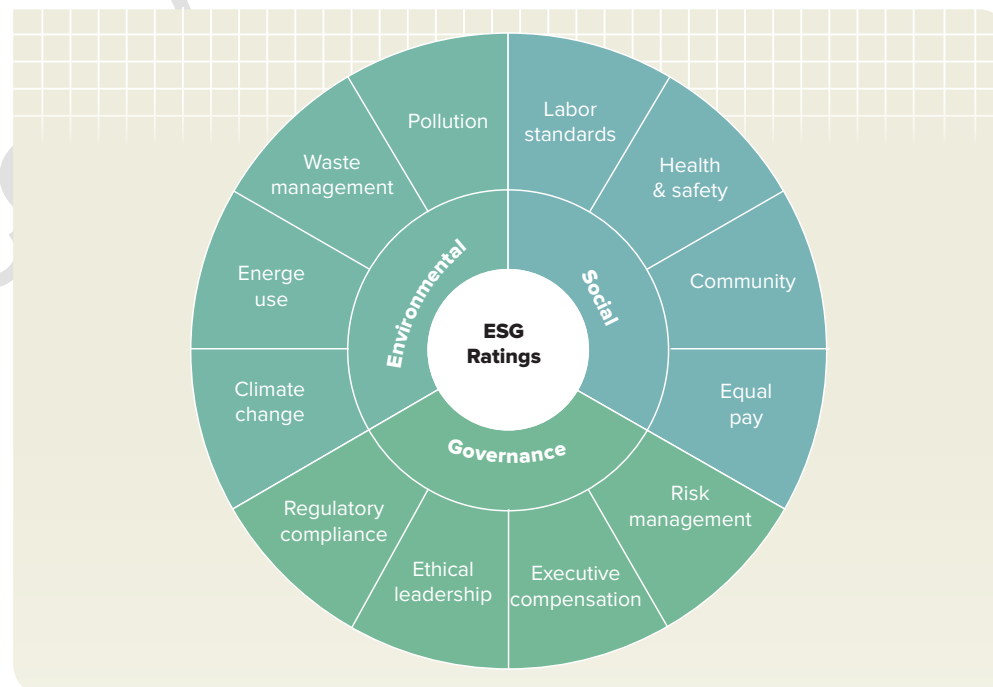 ESG
Ratings
Environmental
Social
Governance
Pollution
Labor
standards
Health
& safety
Community
Equal
pay
Risk
management
Executive
compensation
Ethical
leadership
Regulatory
compliance
Climate
change
Energe
use
Waste
management